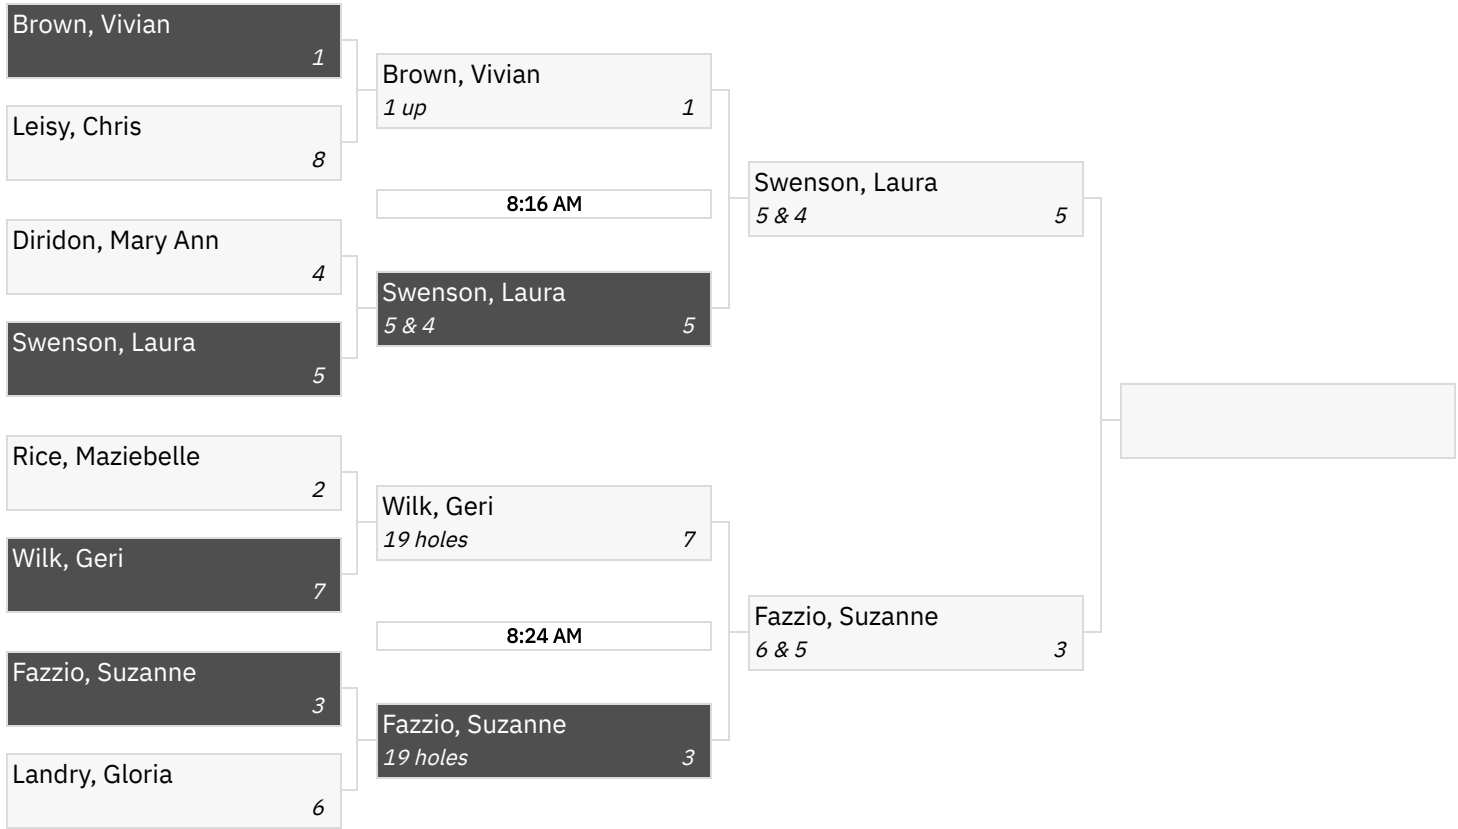 Brown, Vivian
1
Leisy, Chris
8
Diridon, Mary Ann
4
Swenson, Laura
5
Rice, Maziebelle
2
Wilk, Geri
7
Fazzio, Suzanne
3
Landry, Gloria
6
Brown, Vivian
1 up 1
8:16 AM
Swenson, Laura
5 & 4 5
Wilk, Geri
19 holes 7
8:24 AM
Fazzio, Suzanne
19 holes 3
Swenson, Laura
5 & 4 5
Fazzio, Suzanne
6 & 5 3